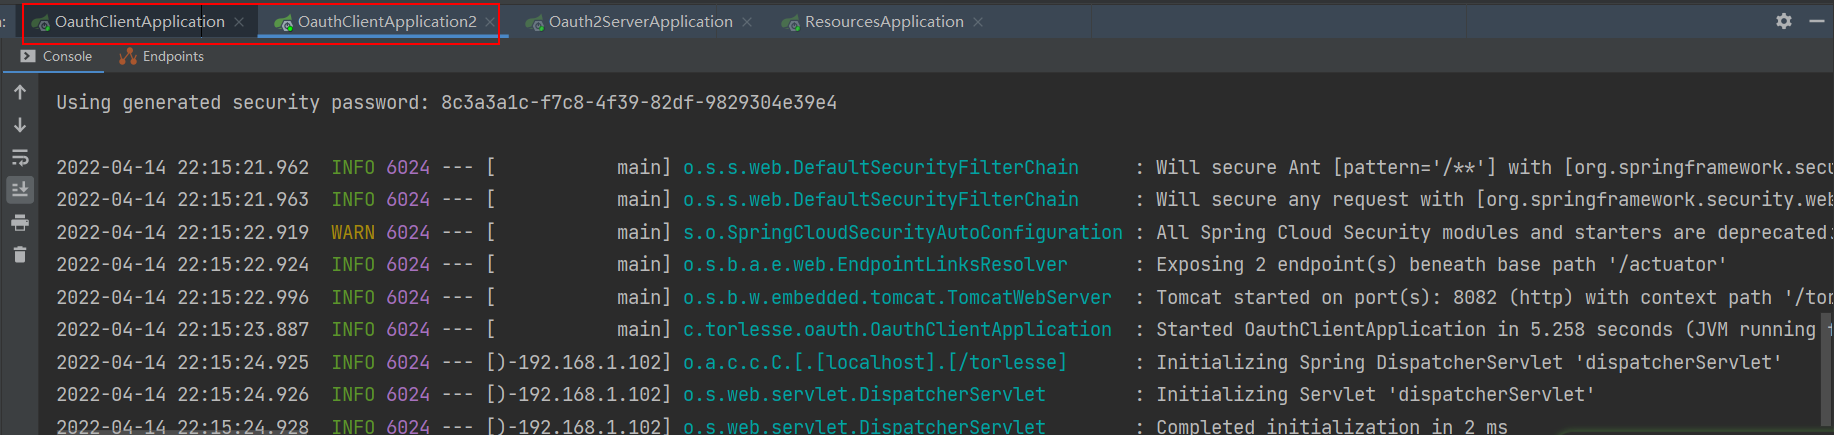 OauthClientApplication OauthClientApplication2 Oauth2ServerApplication ResourcesApplication
Console Endpoints
Using generated security password: 8c3a3a1c-f7c8-4f39-82df-9829304e39e4
2022-04-14 22:15:21.962 INFO 6024 --- [ main] o.s.s.web.DefaultSecurityFilterChain : Will secure Ant [pattern='/**'] with [org.springframework.secu
2022-04-14 22:15:21.963 INFO 6024 --- [ main] o.s.s.web.DefaultSecurityFilterChain : Will secure any request with [org.springframework.security.web
2022-04-14 22:15:22.919 WARN 6024 --- [ main] s.o.SpringCloudSecurityAutoConfiguration : All Spring Cloud Security modules and starters are deprecated.
2022-04-14 22:15:22.924 INFO 6024 --- [ main] o.s.b.a.e.web.EndpointLinksResolver : Exposing 2 endpoint(s) beneath base path '/actuator'
2022-04-14 22:15:22.996 INFO 6024 --- [ main] o.s.b.w.embedded.tomcat.TomcatWebServer : Tomcat started on port(s): 8082 (http) with context path '/tor
2022-04-14 22:15:23.887 INFO 6024 --- [ main] c.torlesse.oauth.OauthClientApplication : Started OauthClientApplication in 5.258 seconds (JVM running
2022-04-14 22:15:24.925 INFO 6024 --- [)-192.168.1.102] o.a.c.c.C.[.[localhost].[/torlesse] : Initializing Spring DispatcherServlet 'dispatcherServlet'
2022-04-14 22:15:24.926 INFO 6024 --- [)-192.168.1.102] o.s.web.servlet.DispatcherServlet : Initializing Servlet 'dispatcherServlet'
2022-04-14 22:15:24.928 INFO 6024 --- [)-192.168.1.102] o.s.web.servlet.DispatcherServlet : Completed initialization in 2 ms